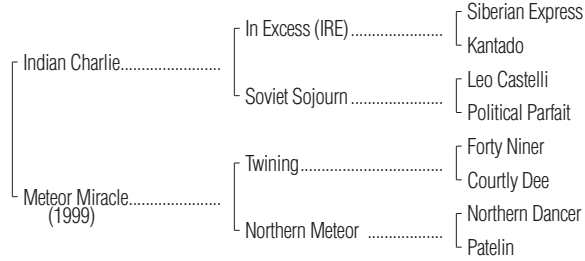 Siberian Express
In Excess (IRE) ....................
Kantado
Indian Charlie......................
Leo Castelli
Soviet Sojourn ....................
Political Parfait
Forty Niner
Twining...............................
Courtly Dee
Meteor Miracle....................
(1999)
Northern Dancer
Northern Meteor ................
Patelin